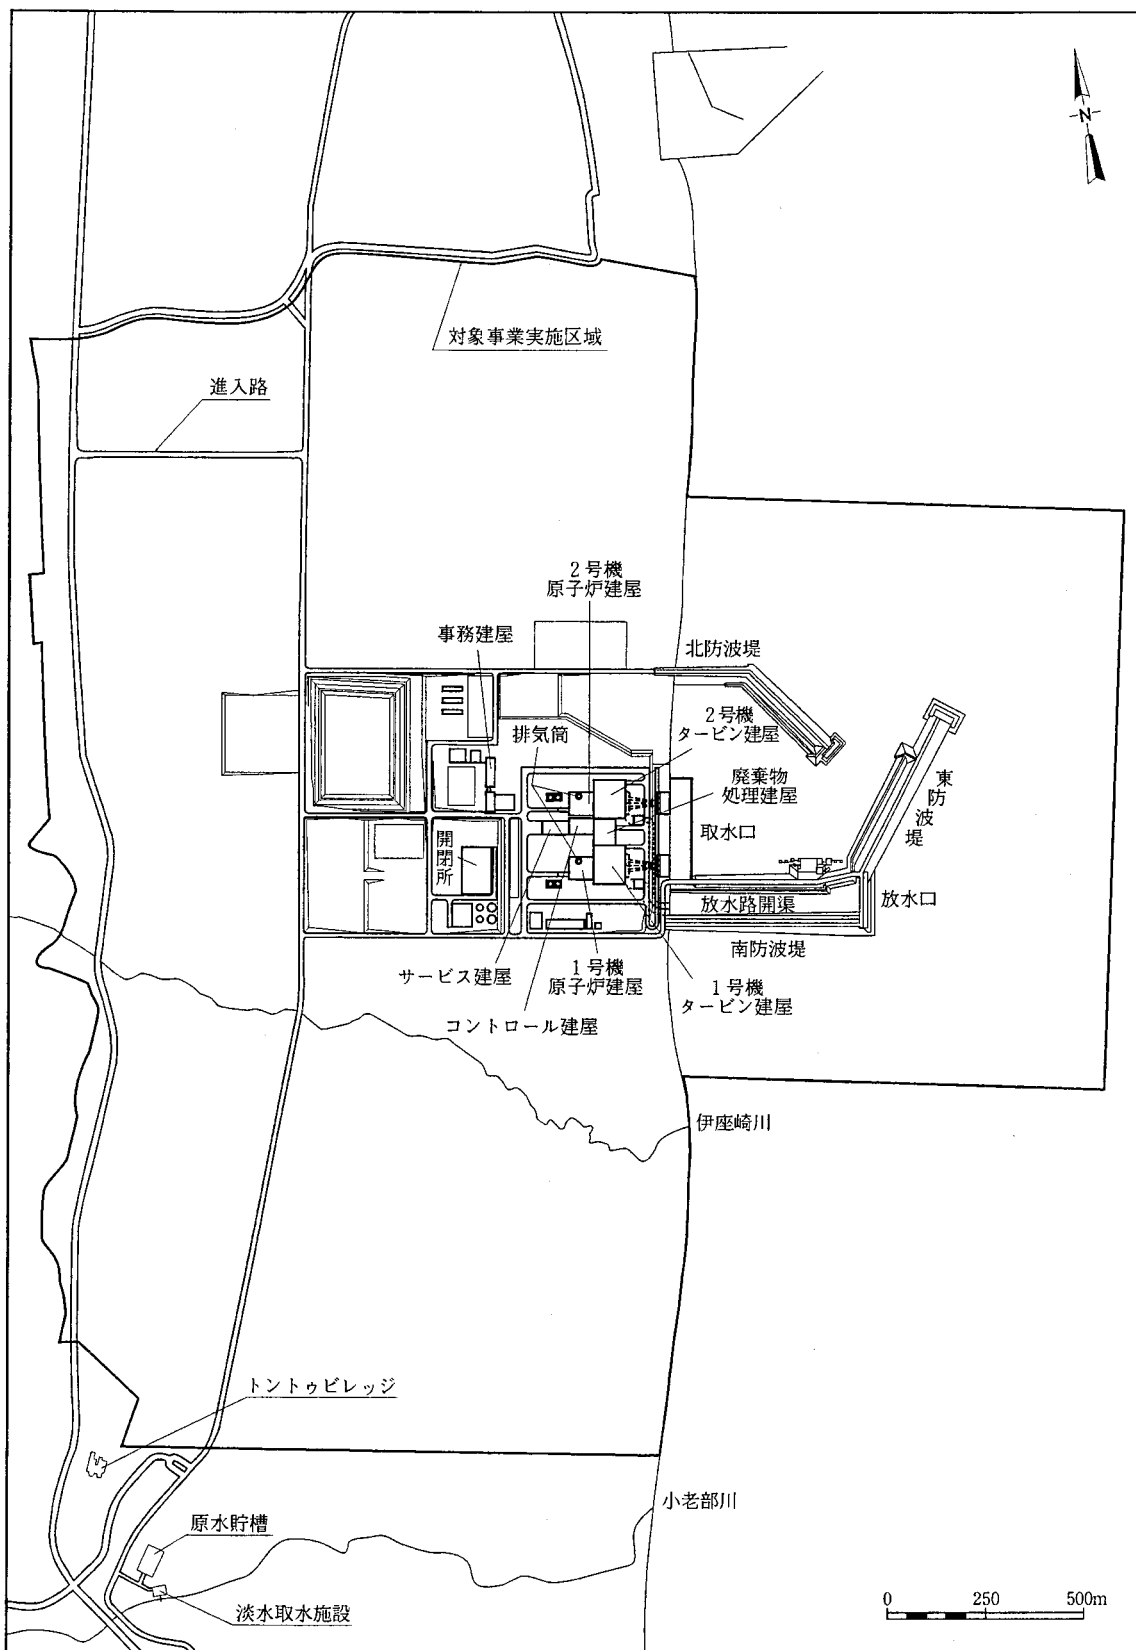 N
対象事業実施区域
進入路
2号機
原子炉建屋
事務建屋
北防波堤
2号機
タービン建屋
排気筒
廃棄物
処理建屋
東防波堤
取水口
開閉所
放水路開渠
放水口
南防波堤
サービス建屋
1号機
原子炉建屋
1号機
タービン建屋
コントロール建屋
伊座崎川
トントゥビレッジ
小老部川
原水貯槽
淡水取水施設
0 250 500m